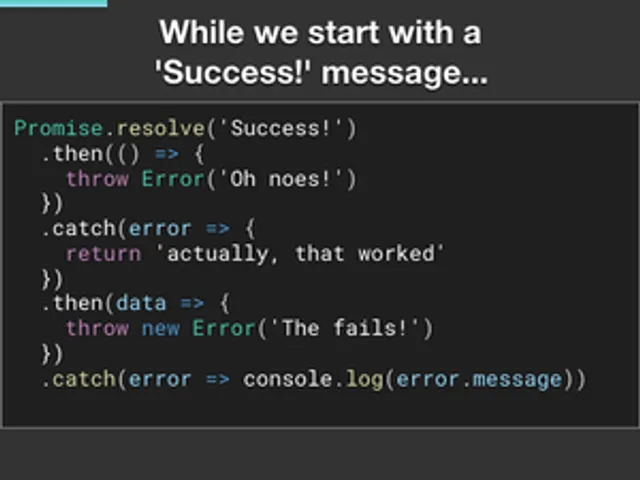 While we start with a
'Success!' message...
Promise.resolve('Success!')
  .then(() => {
    throw Error('Oh noes!')
  })
  .catch(error => {
    return 'actually, that worked'
  })
  .then(data => {
    throw new Error('The fails!')
  })
  .catch(error => console.log(error.message))